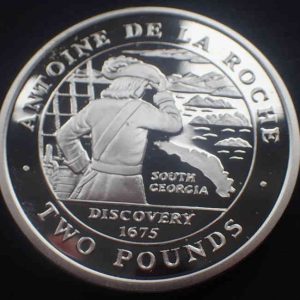 ANTOINE DE LA ROCHE
SOUTH
GEORGIA
DISCOVERY
1675
TWO POUNDS